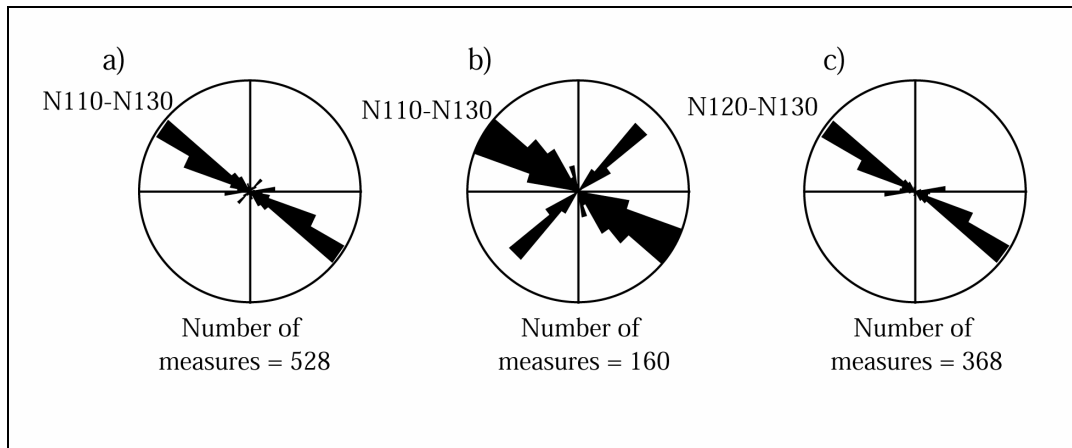 a)
N110-N130
Number of
measures = 528
b)
N110-N130
Number of
measures = 160
c)
N120-N130
Number of
measures = 368